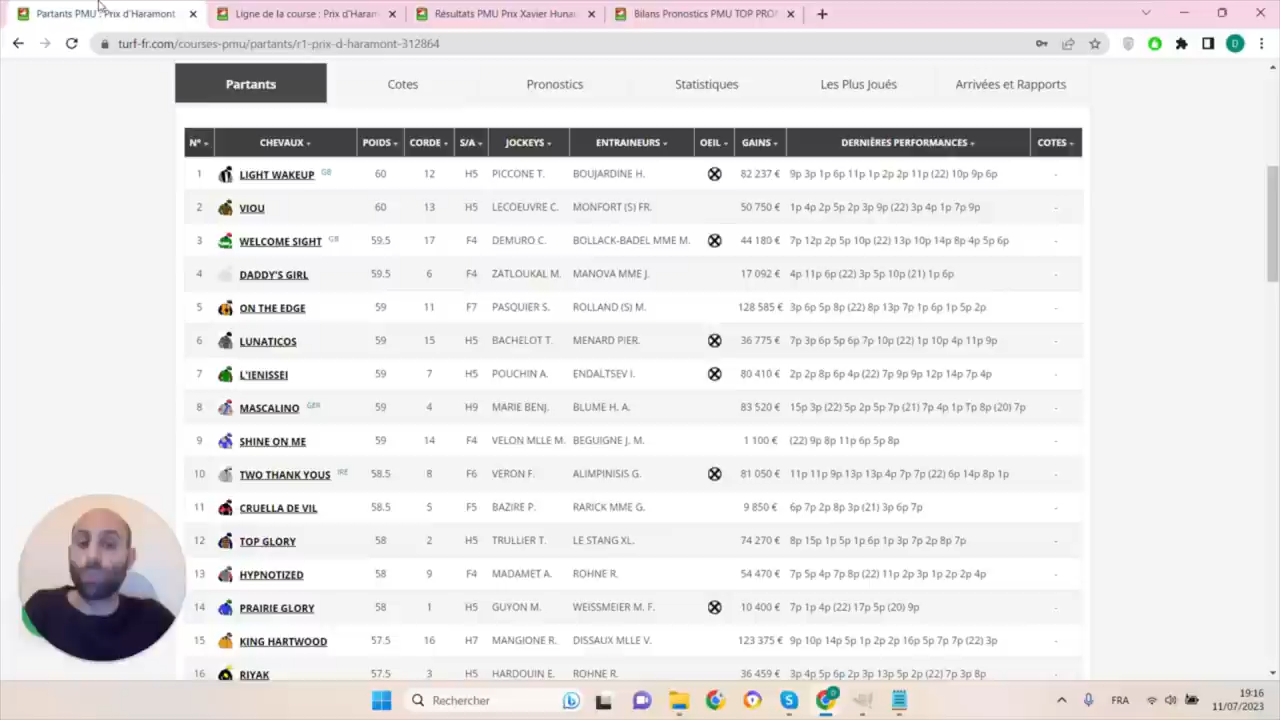 Partants PMU : Prix d'Haramont
Ligne de la course : Prix d'Haram
Résultats PMU Prix Xavier Huna
Bilans Pronostics PMU TOP PRO
turf-fr.com/courses-pmu/partants/r1-prix-d-haramont-312864
D
Partants Cotes Pronostics Statistiques Les Plus Joués Arrivées et Rapports
N° CHEVAUX POIDS CORDE S/A JOCKEYS ENTRAINEURS OEIL GAINS DERNIÈRES PERFORMANCES COTES
1 LIGHT WAKEUP GB 60 12 H5 PICCONE T. BOUJARDINE H. 82 237 € 9p 3p 1p 6p 11p 1p 2p 2p 11p (22) 10p 9p 6p -
2 VIOU 60 13 H5 LECOEUVRE C. MONFORT (S) FR. 50 750 € 1p 4p 2p 5p 2p 3p 9p (22) 3p 4p 1p 7p 9p -
3 WELCOME SIGHT GB 59.5 17 F4 DEMURO C. BOLLACK-BADEL MME M. 44 180 € 7p 12p 2p 5p 10p (22) 13p 10p 14p 8p 4p 5p 6p -
4 DADDY'S GIRL 59.5 6 F4 ZATLOUKAL M. MANOVA MME J. 17 092 € 4p 11p 6p (22) 3p 5p 10p (21) 1p 6p -
5 ON THE EDGE 59 11 F7 PASQUIER S. ROLLAND (S) M. 128 585 € 3p 6p 5p 8p (22) 8p 13p 7p 1p 6p 1p 5p 2p -
6 LUNATICOS 59 15 H5 BACHELOT T. MENARD PIER. 36 775 € 7p 3p 6p 5p 6p 7p 10p (22) 1p 10p 4p 11p 9p -
7 L'IENISSEI 59 7 H5 POUCHIN A. ENDALTSEV I. 80 410 € 2p 2p 8p 6p 4p (22) 7p 9p 9p 12p 14p 7p 4p -
8 MASCALINO GER 59 4 H9 MARIE BENJ. BLUME H. A. 83 520 € 15p 3p (22) 5p 2p 5p 7p (21) 7p 4p 1p 7p 8p (20) 7p -
9 SHINE ON ME 59 14 F4 VELON MLLE M. BEGUIGNE J. M. 1 100 € (22) 9p 8p 11p 6p 5p 8p -
10 TWO THANK YOUS IRE 58.5 8 F6 VERON F. ALIMPINISIS G. 81 050 € 11p 11p 9p 13p 13p 4p 7p 7p (22) 6p 14p 8p 1p -
11 CRUELLA DE VIL 58.5 5 F5 BAZIRE P. RARICK MME G. 9 850 € 6p 7p 2p 8p 3p (21) 3p 6p 7p -
12 TOP GLORY 58 2 H5 TRULLIER T. LE STANG XL. 74 270 € 8p 15p 1p 5p 1p 6p 1p 3p 7p 2p 8p 7p -
13 HYPNOTIZED 58 9 F4 MADAMET A. ROHNE R. 54 470 € 7p 5p 4p 7p 8p (22) 11p 2p 3p 1p 2p 2p 4p -
14 PRAIRIE GLORY 58 1 H5 GUYON M. WEISSMEIER M. F. 10 400 € 7p 1p 4p (22) 17p 5p (20) 9p -
15 KING HARTWOOD 57.5 16 H7 MANGIONE R. DISSAUX MLLE V. 123 375 € 9p 10p 14p 5p 1p 2p 2p 16p 5p 7p 7p (22) 3p -
16 RIYAK 57.5 3 H5 HARDOUIN E. ROHNE R. 36 459 € 3p 4p 5p 6p 2p 3p 13p 5p 2p (22) 7p 3p 8p -
Rechercher
FRA
19:16
11/07/2023